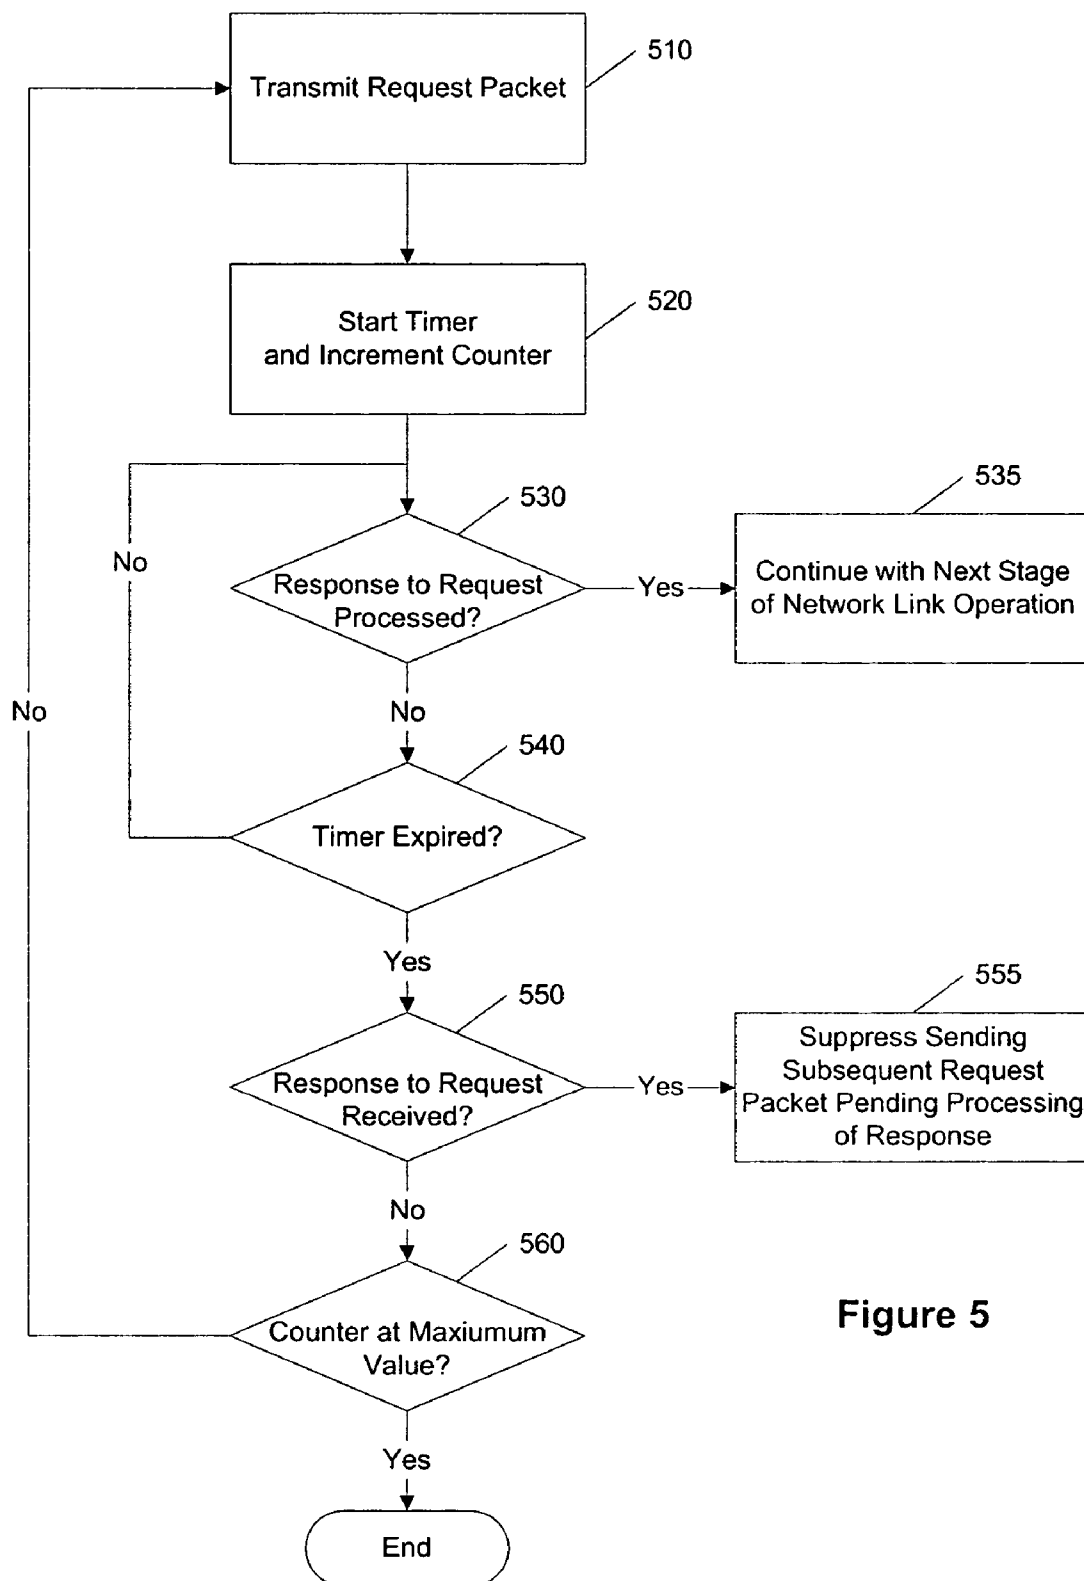 Transmit Request Packet
510
Start Timer
and Increment Counter
520
No
530
Response to Request
Processed?
Yes
535
Continue with Next Stage
of Network Link Operation
No
No
540
Timer Expired?
Yes
550
Response to Request
Received?
Yes
555
Suppress Sending
Subsequent Request
Packet Pending Processing
of Response
No
560
Counter at Maxiumum
Value?
Figure 5
Yes
End